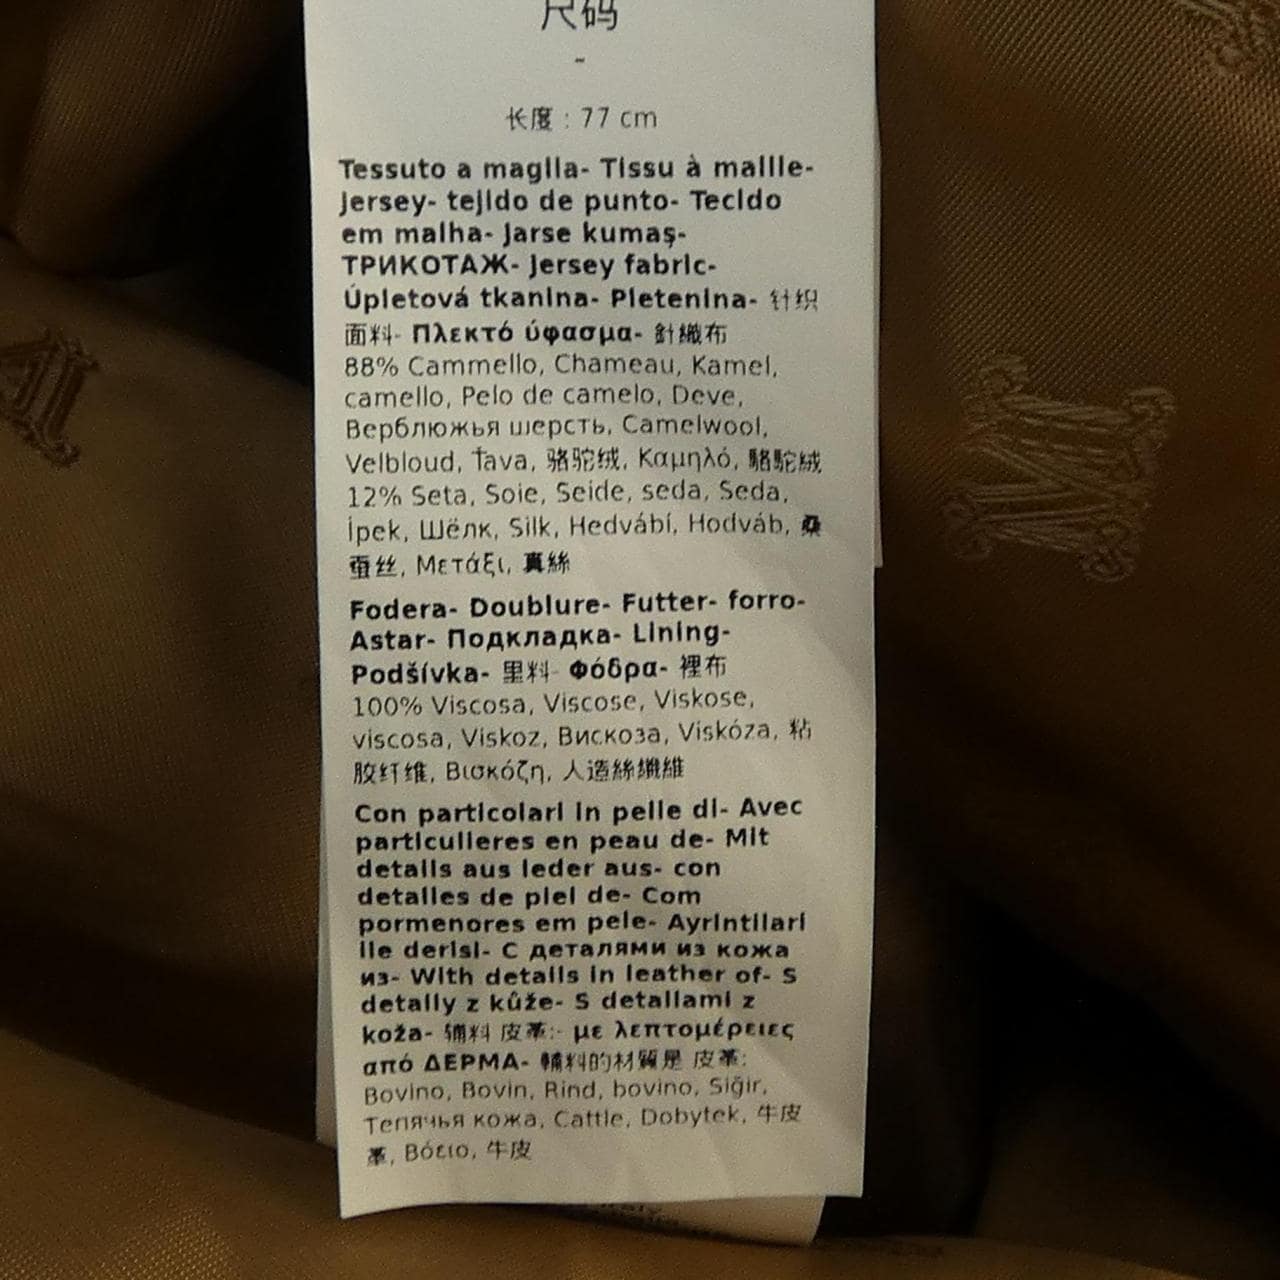 尺码
-
长度 : 77 cm
Tessuto a maglia- Tissu à maille-
Jersey- tejido de punto- Tecido
em malha- Jarse kumaş-
ТРИКОТАЖ- Jersey fabric-
Úpletová tkanina- Pletenina- 针织
面料- Πλεκτό ύφασμα- 針織布
88% Cammello, Chameau, Kamel,
camello, Pelo de camelo, Deve,
Верблюжья шерсть, Camelwool,
Velbloud, Ťava, 骆驼绒, Καμηλό, 駱駝絨
12% Seta, Soie, Seide, seda, Seda,
İpek, Шёлк, Silk, Hedvábí, Hodváb, 桑
蚕丝, Μετάξι, 真絲
Fodera- Doublure- Futter- forro-
Astar- Подкладка- Lining-
Podšívka- 里料- Φόδρα- 裡布
100% Viscosa, Viscose, Viskose,
viscosa, Viskoz, Вискоза, Viskóza, 粘
胶纤维, Βισκόζη, 人造絲纖維
Con particolari in pelle di- Avec
particulieres en peau de- Mit
details aus leder aus- con
detalles de piel de- Com
pormenores em pele- Ayrintilari
ile derisi- С деталями из кожа
из- With details in leather of- S
detaily z kůže- S detailami z
koža- 辅料 皮革:- με λεπτομέρειες
από ΔΕΡΜΑ- 輔料的材質是 皮革:
Bovino, Bovin, Rind, bovino, Siğir,
Телячья кожа, Cattle, Dobytek, 牛皮
革, Βόειο, 牛皮